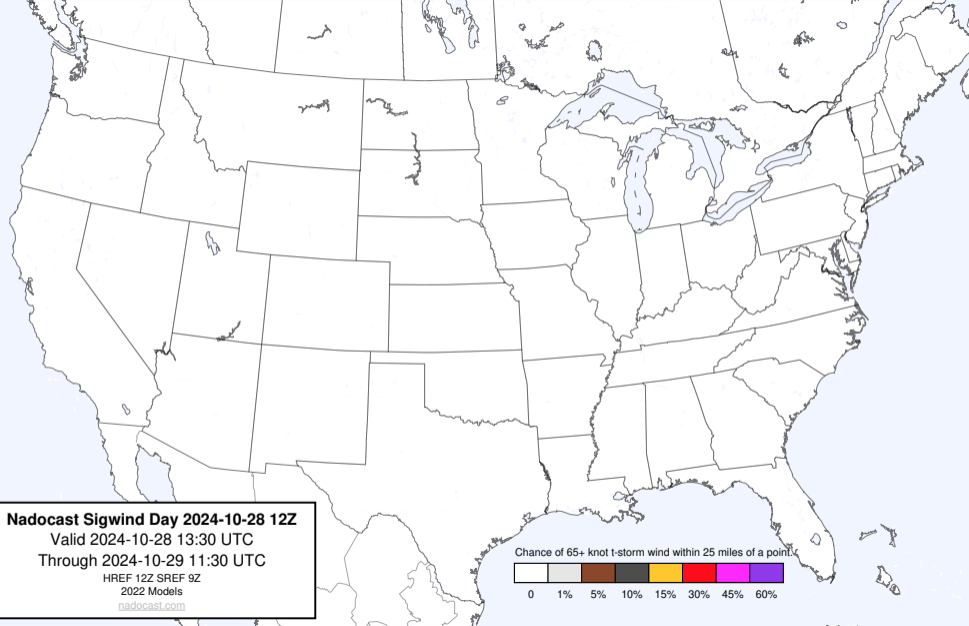 Nadocast Sigwind Day 2024-10-28 12Z
Valid 2024-10-28 13:30 UTC
Through 2024-10-29 11:30 UTC
HREF 12Z SREF 9Z
2022 Models
nadocast.com
Chance of 65+ knot t-storm wind within 25 miles of a point.
0 1% 5% 10% 15% 30% 45% 60%